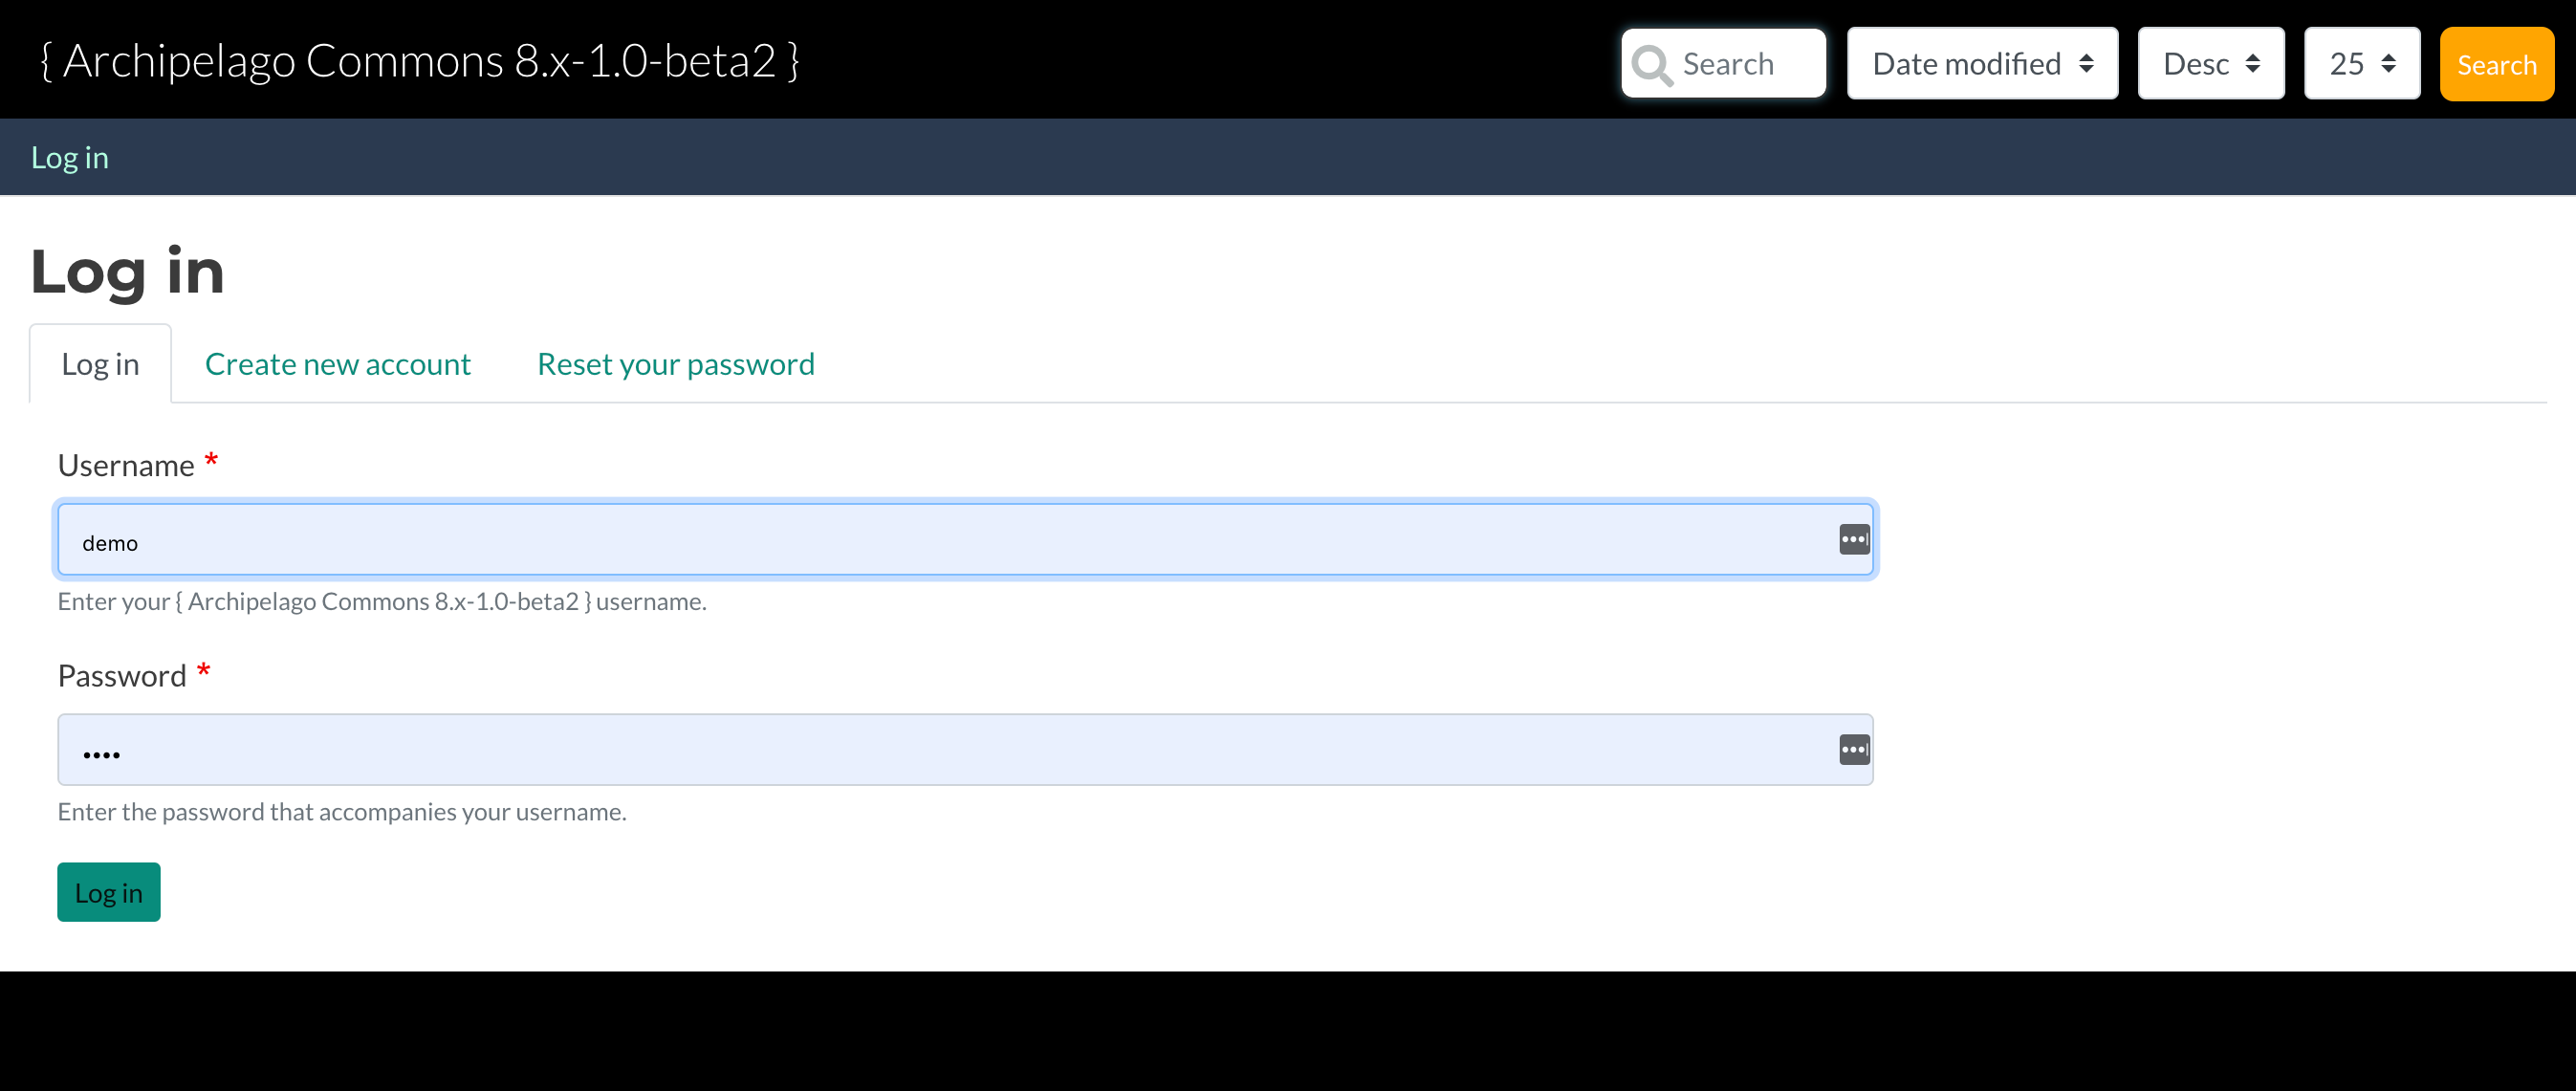 { Archipelago Commons 8.x-1.0-beta2 }
Search Date modified Desc 25 Search
Log in
Log in
Log in Create new account Reset your password
Username *
demo
Enter your { Archipelago Commons 8.x-1.0-beta2 } username.
Password *
••••
Enter the password that accompanies your username.
Log in